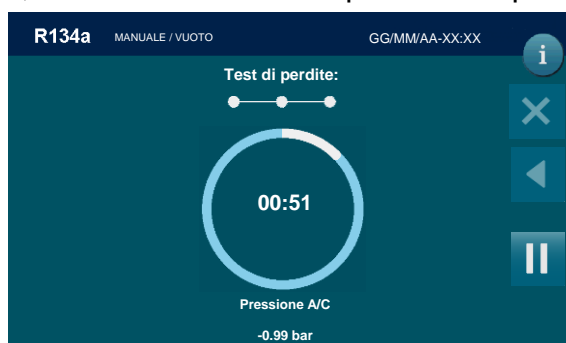 R134a MANUALE / VUOTO GG/MM/AA-XX:XX
i
Test di perdite:
00:51
Pressione A/C
-0.99 bar